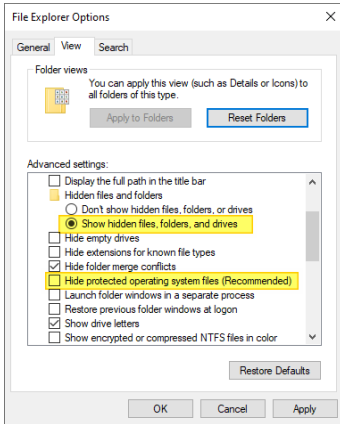 File Explorer Options
General View Search
Folder views
You can apply this view (such as Details or Icons) to
all folders of this type.
Apply to Folders Reset Folders
Advanced settings:
Display the full path in the title bar
Hidden files and folders
Don't show hidden files, folders, or drives
Show hidden files, folders, and drives
Hide empty drives
Hide extensions for known file types
Hide folder merge conflicts
Hide protected operating system files (Recommended)
Launch folder windows in a separate process
Restore previous folder windows at logon
Show drive letters
Show encrypted or compressed NTFS files in color
Restore Defaults
OK Cancel Apply